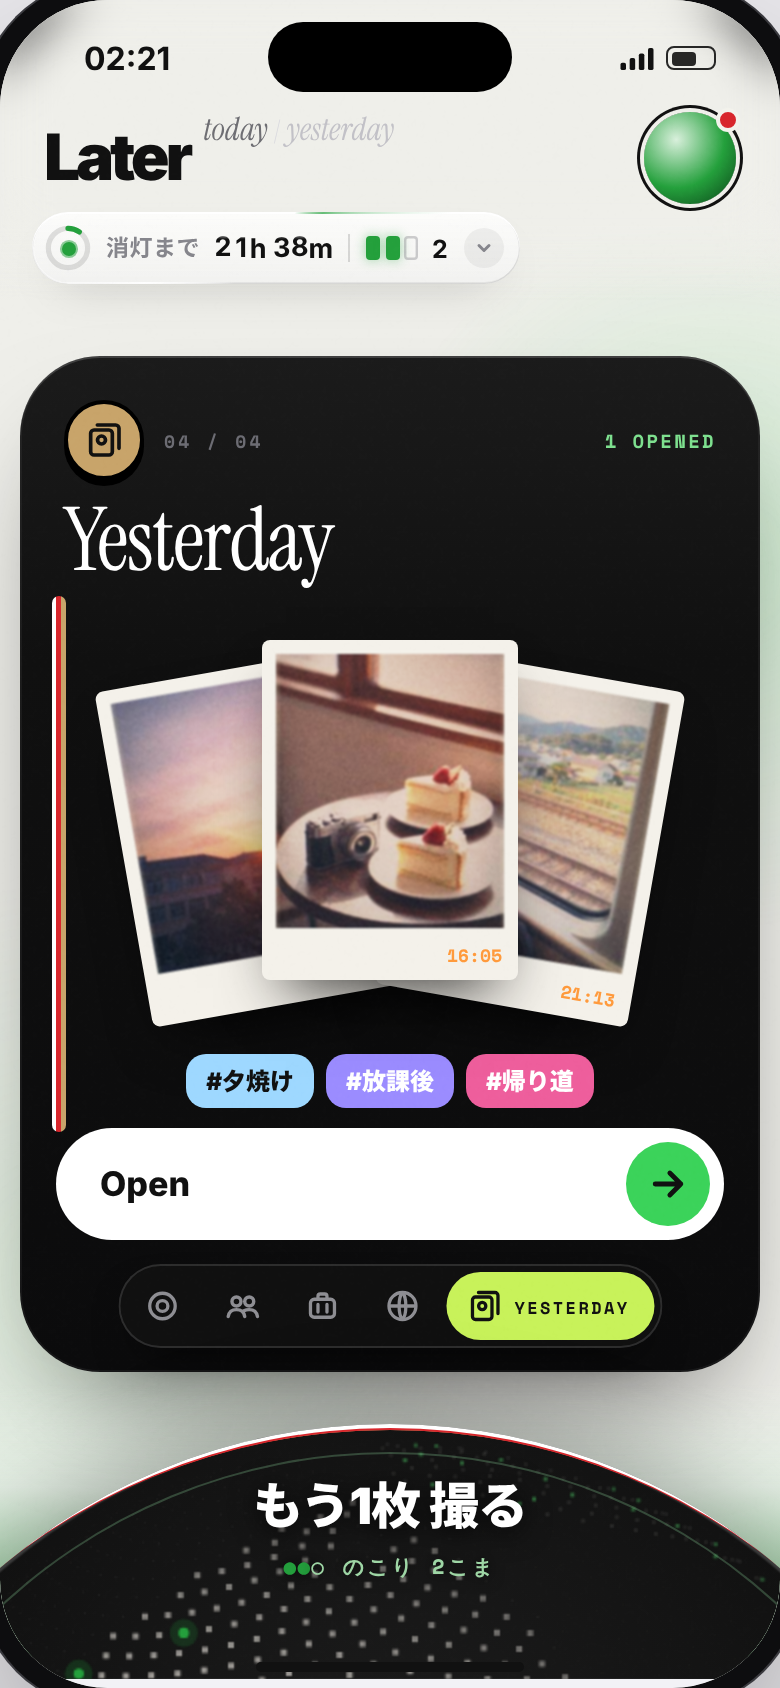 02:21
Later today / yesterday
消灯まで 21h 38m 2
04 / 04 1 OPENED
Yesterday
16:05
21:13
#夕焼け #放課後 #帰り道
Open
YESTERDAY
もう1枚 撮る
のこり 2こま